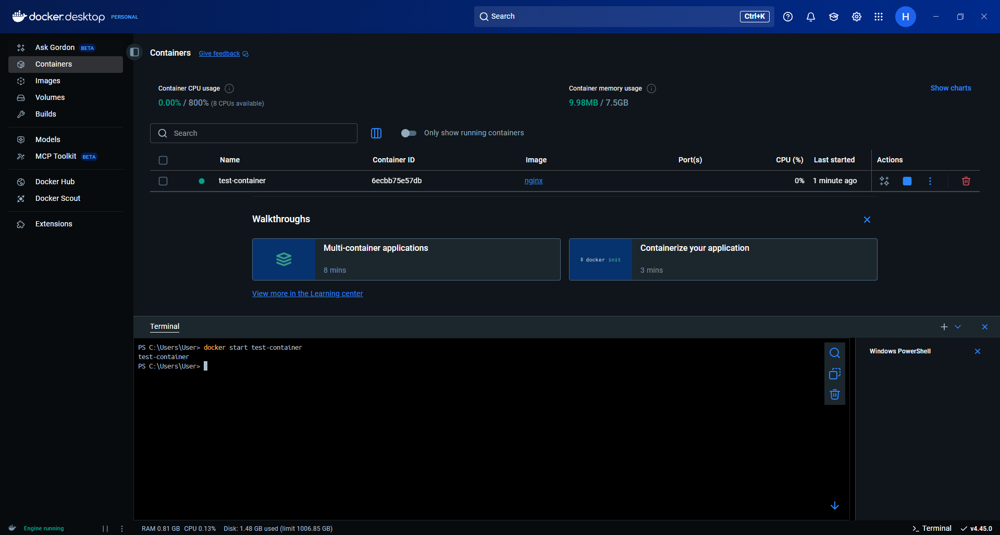 docker.desktop PERSONAL
Search Ctrl+K
H
Ask Gordon BETA
Containers
Images
Volumes
Builds
Models
MCP Toolkit BETA
Docker Hub
Docker Scout
Extensions
Containers Give feedback
Container CPU usage
0.00% / 800% (8 CPUs available)
Container memory usage
9.98MB / 7.5GB
Show charts
Search
Only show running containers
Name Container ID Image Port(s) CPU (%) Last started Actions
test-container 6ecbb75e57db nginx 0% 1 minute ago
Walkthroughs
Multi-container applications
8 mins
$ docker init
Containerize your application
3 mins
View more in the Learning center
Terminal
PS C:\Users\User> docker start test-container
test-container
PS C:\Users\User>
Windows PowerShell
Engine running
RAM 0.81 GB CPU 0.13% Disk: 1.48 GB used (limit 1006.85 GB)
Terminal
v4.45.0